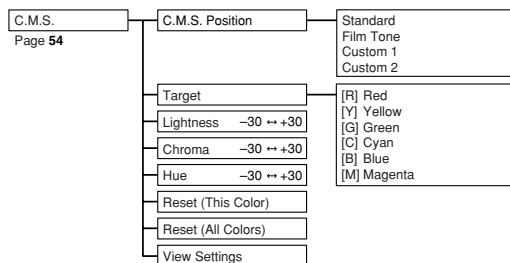 C.M.S.
Page 54
C.M.S. Position
Standard
Film Tone
Custom 1
Custom 2
Target
[R] Red
[Y] Yellow
[G] Green
[C] Cyan
[B] Blue
[M] Magenta
Lightness –30 ↔ +30
Chroma –30 ↔ +30
Hue –30 ↔ +30
Reset (This Color)
Reset (All Colors)
View Settings